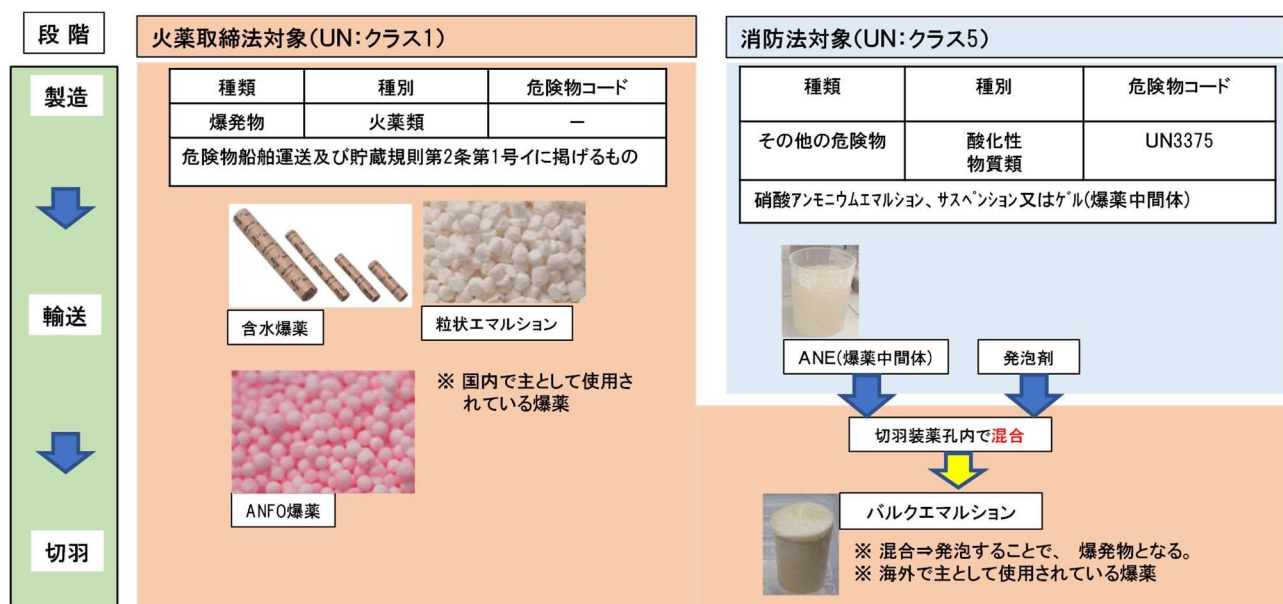 段階
製造
輸送
切羽
火薬取締法対象(UN:クラス1)
種類 種別 危険物コード
爆発物 火薬類 －
危険物船舶運送及び貯蔵規則第2条第1号イに掲げるもの
含水爆薬
粒状エマルション
ANFO爆薬
※ 国内で主として使用さ
れている爆薬
消防法対象(UN:クラス5)
種類 種別 危険物コード
その他の危険物 酸化性 UN3375
物質類
硝酸アンモニウムエマルション、サスペンション又はゲル(爆薬中間体)
ANE(爆薬中間体)
発泡剤
切羽装薬孔内で混合
バルクエマルション
※ 混合⇒発泡することで、 爆発物となる。
※ 海外で主として使用されている爆薬